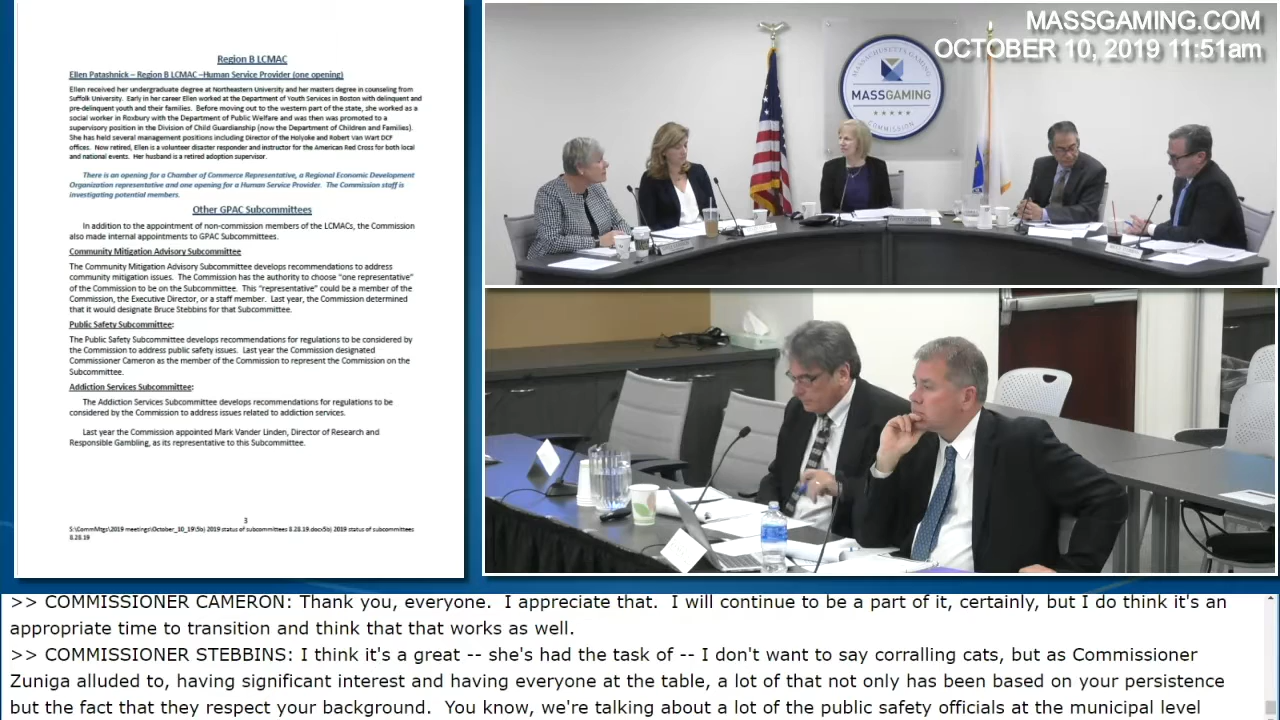 Region B LCMAC
Ellen Patashnick – Region B LCMAC –Human Service Provider (one opening)
Ellen received her undergraduate degree at Northeastern University and her masters degree in counseling from
Suffolk University. Early in her career Ellen worked at the Department of Youth Services in Boston with delinquent and
pre-delinquent youth and their families. Before moving out to the western part of the state, she worked as a
social worker in Roxbury with the Department of Public Welfare and was then was promoted to a
supervisory position in the Division of Child Guardianship (now the Department of Children and Families).
She has held several management positions including Director of the Holyoke and Robert Van Wart DCF
offices. Now retired, Ellen is a volunteer disaster responder and instructor for the American Red Cross for both local
and national events. Her husband is a retired adoption supervisor.
There is an opening for a Chamber of Commerce Representative, a Regional Economic Development
Organization representative and one opening for a Human Service Provider. The Commission staff is
investigating potential members.
Other GPAC Subcommittees
In addition to the appointment of non-commission members of the LCMACs, the Commission
also made internal appointments to GPAC Subcommittees.
Community Mitigation Advisory Subcommittee
The Community Mitigation Advisory Subcommittee develops recommendations to address
community mitigation issues. The Commission has the authority to choose “one representative”
of the Commission to be on the Subcommittee. This “representative” could be a member of the
Commission, the Executive Director, or a staff member. Last year, the Commission determined
that it would designate Bruce Stebbins for that Subcommittee.
Public Safety Subcommittee:
The Public Safety Subcommittee develops recommendations for regulations to be considered by
the Commission to address public safety issues. Last year the Commission designated
Commissioner Cameron as the member of the Commission to represent the Commission on the
Subcommittee.
Addiction Services Subcommittee:
The Addiction Services Subcommittee develops recommendations for regulations to be
considered by the Commission to address issues related to addiction services.
Last year the Commission appointed Mark Vander Linden, Director of Research and
Responsible Gambling, as its representative to this Subcommittee.
3
S:\CommMtgs\2019 meetings\October_10_19\5b) 2019 status of subcommittees 8.28.19.docx5b) 2019 status of subcommittees
8.28.19
MASSGAMING.COM
OCTOBER 10, 2019 11:51am
MASSACHUSETTS GAMING
MASSGAMING
COMMISSION
>> COMMISSIONER CAMERON: Thank you, everyone. I appreciate that. I will continue to be a part of it, certainly, but I do think it's an
appropriate time to transition and think that that works as well.
>> COMMISSIONER STEBBINS: I think it's a great -- she's had the task of -- I don't want to say corralling cats, but as Commissioner
Zuniga alluded to, having significant interest and having everyone at the table, a lot of that not only has been based on your persistence
but the fact that they respect your background. You know, we're talking about a lot of the public safety officials at the municipal level